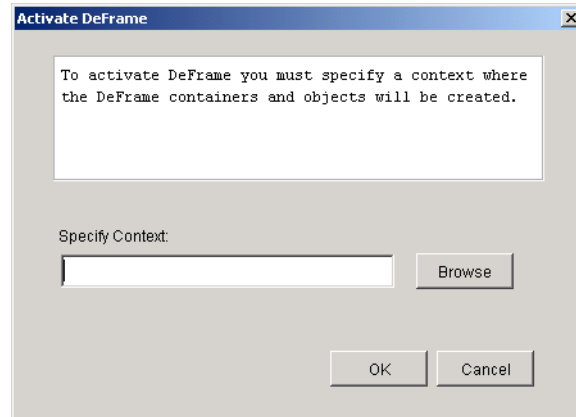 Activate DeFrame
To activate DeFrame you must specify a context where
the DeFrame containers and objects will be created.
Specify Context:
Browse
OK Cancel